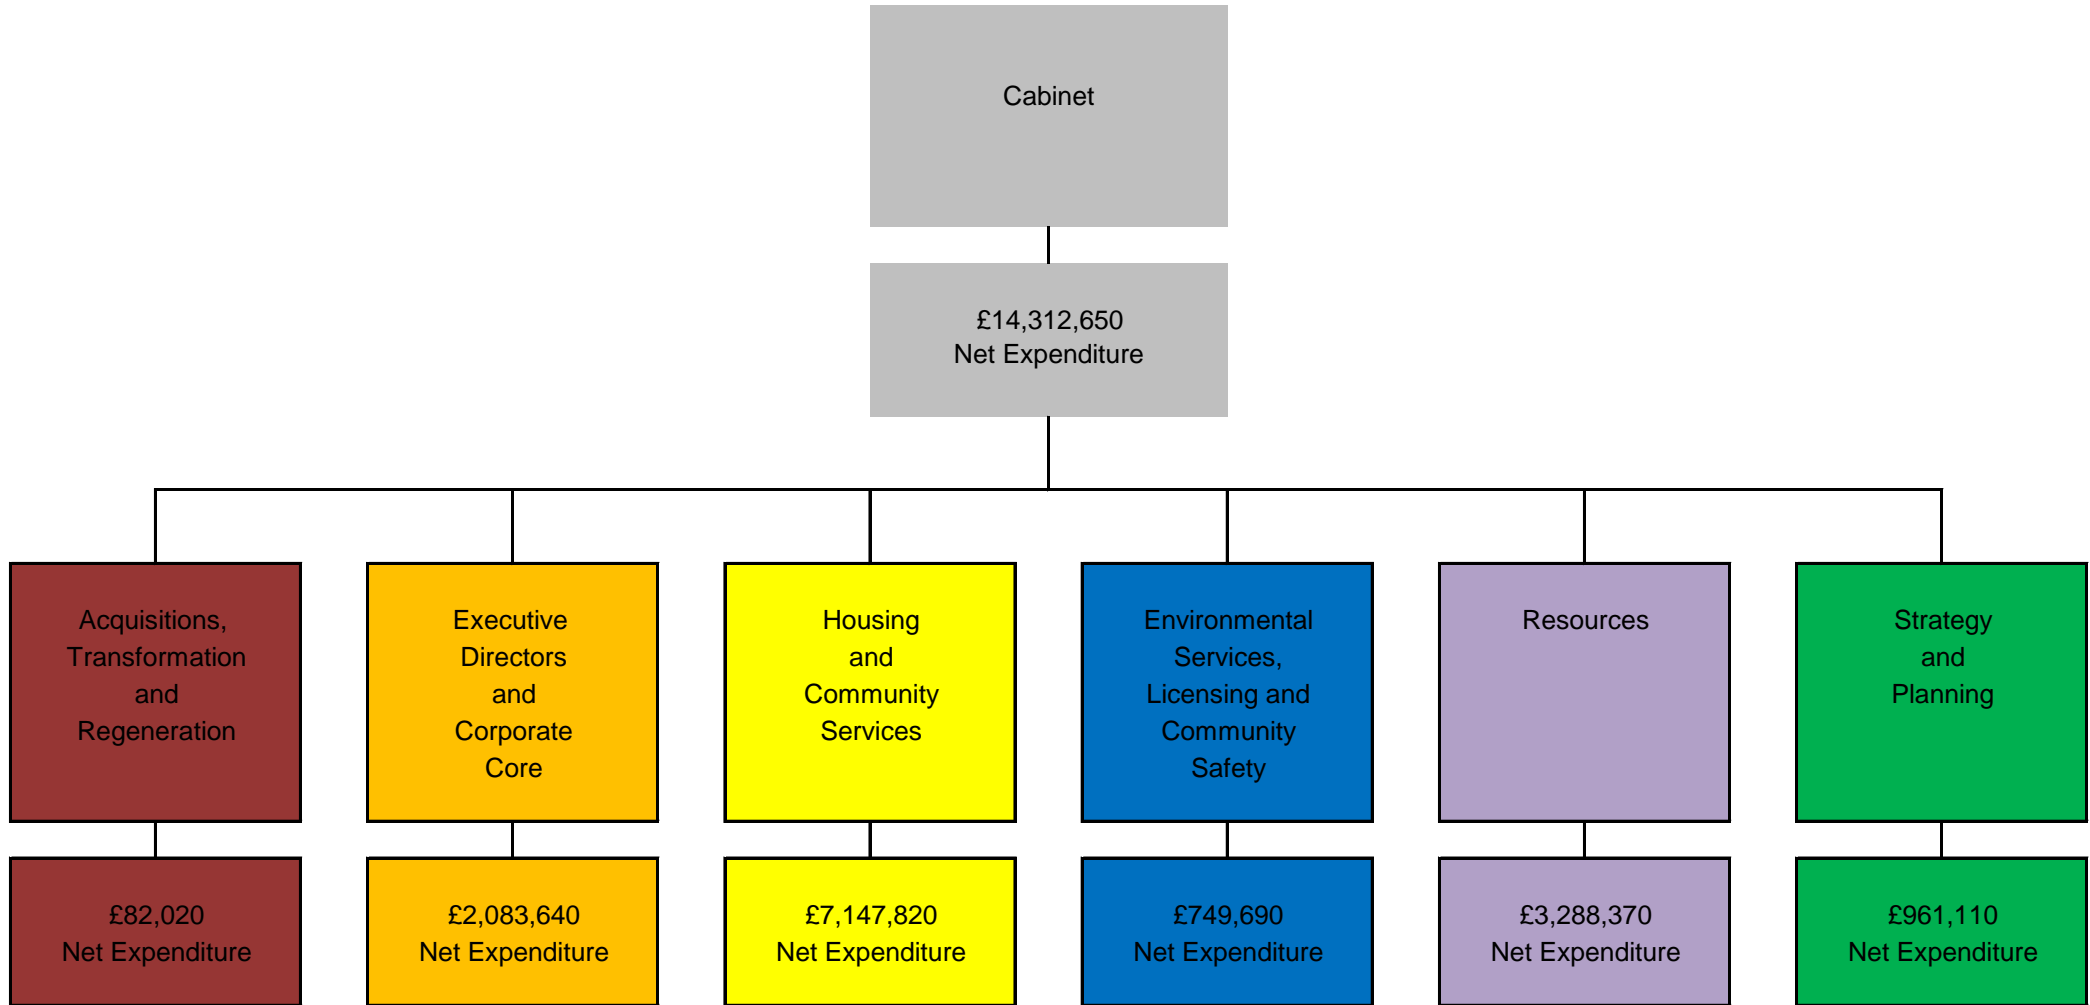 Cabinet
£14,312,650
Net Expenditure
Acquisitions,
Transformation
and
Regeneration
Executive
Directors
and
Corporate
Core
Housing
and
Community
Services
Environmental
Services,
Licensing and
Community
Safety
Resources
Strategy
and
Planning
£82,020
Net Expenditure
£2,083,640
Net Expenditure
£7,147,820
Net Expenditure
£749,690
Net Expenditure
£3,288,370
Net Expenditure
£961,110
Net Expenditure